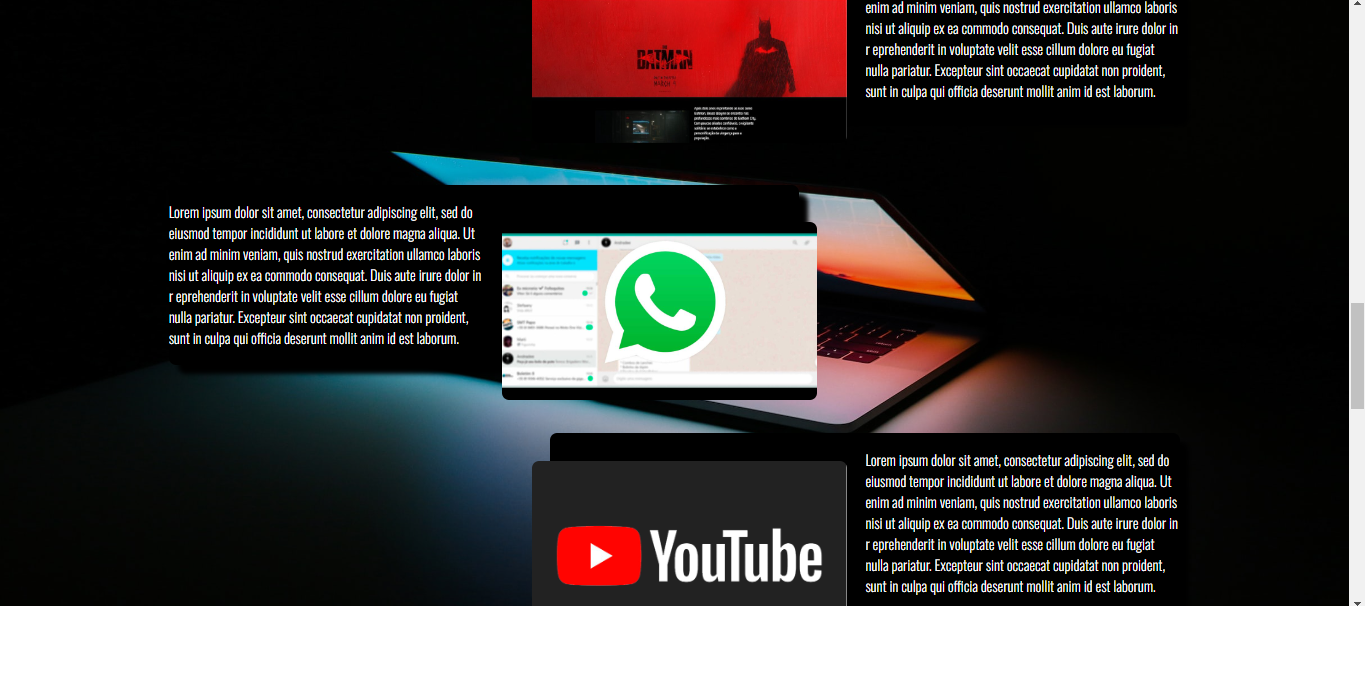 enim ad minim veniam, quis nostrud exercitation ullamco laboris
nisi ut aliquip ex ea commodo consequat. Duis aute irure dolor in
r eprehenderit in voluptate velit esse cillum dolore eu fugiat
nulla pariatur. Excepteur sint occaecat cupidatat non proident,
sunt in culpa qui officia deserunt mollit anim id est laborum.
THE
BATMAN
Lorem ipsum dolor sit amet, consectetur adipiscing elit, sed do
eiusmod tempor incididunt ut labore et dolore magna aliqua. Ut
enim ad minim veniam, quis nostrud exercitation ullamco laboris
nisi ut aliquip ex ea commodo consequat. Duis aute irure dolor in
r eprehenderit in voluptate velit esse cillum dolore eu fugiat
nulla pariatur. Excepteur sint occaecat cupidatat non proident,
sunt in culpa qui officia deserunt mollit anim id est laborum.
YouTube
Lorem ipsum dolor sit amet, consectetur adipiscing elit, sed do
eiusmod tempor incididunt ut labore et dolore magna aliqua. Ut
enim ad minim veniam, quis nostrud exercitation ullamco laboris
nisi ut aliquip ex ea commodo consequat. Duis aute irure dolor in
r eprehenderit in voluptate velit esse cillum dolore eu fugiat
nulla pariatur. Excepteur sint occaecat cupidatat non proident,
sunt in culpa qui officia deserunt mollit anim id est laborum.